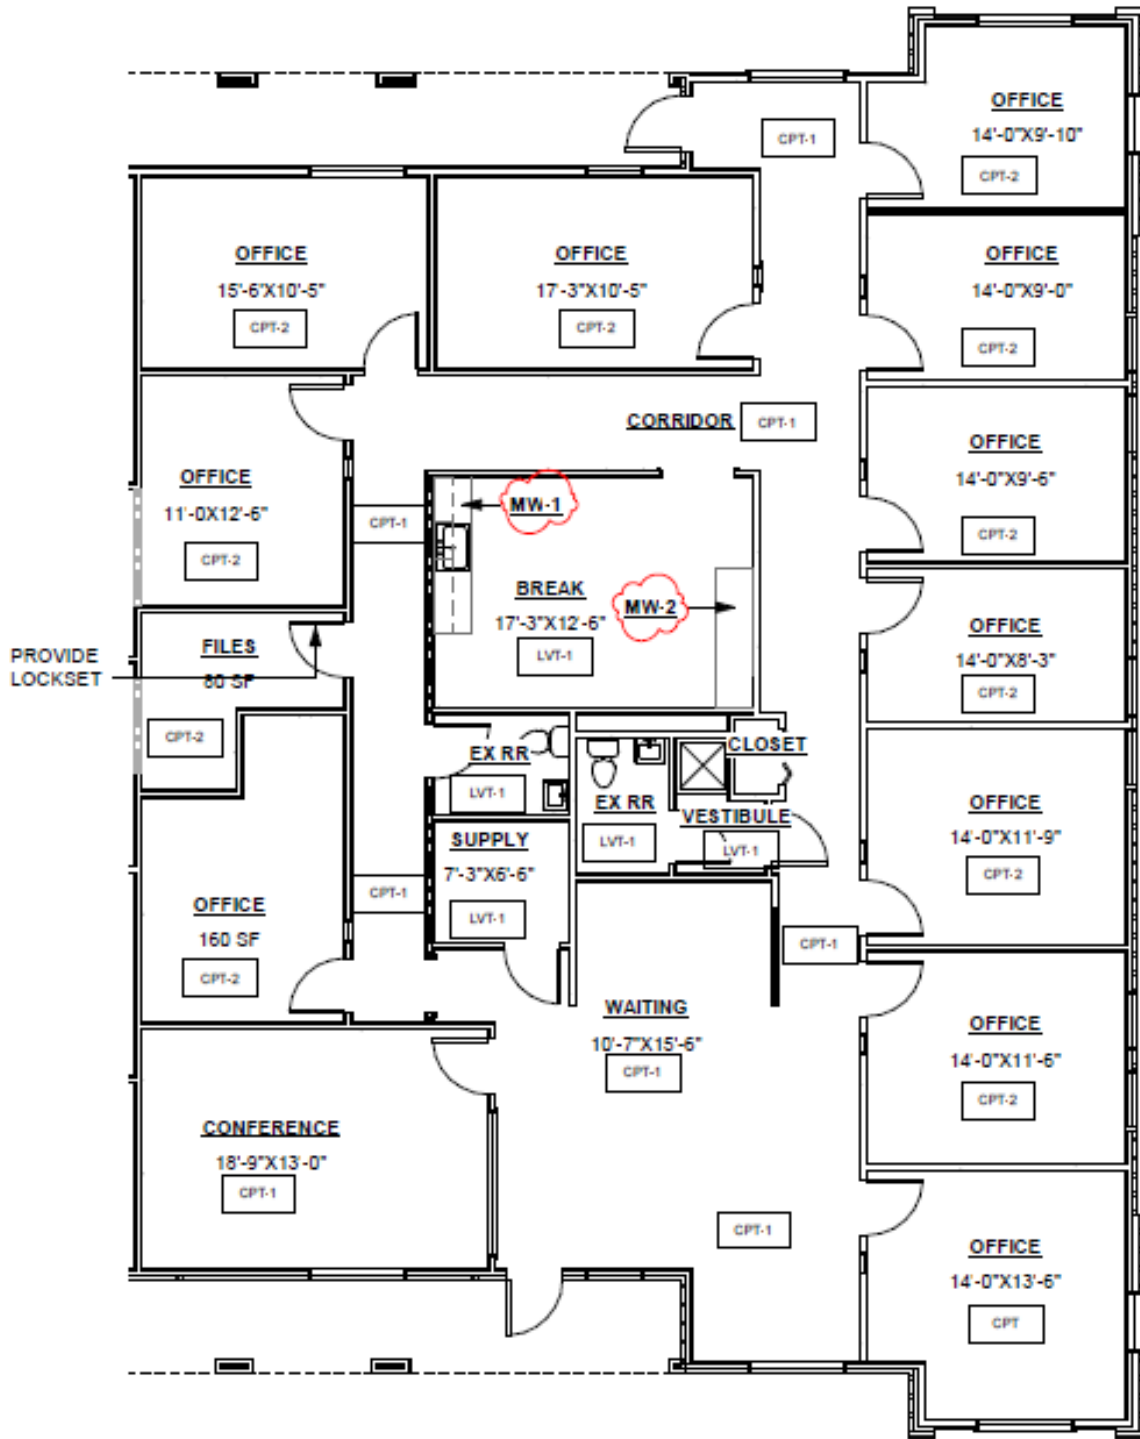 OFFICE
14'-0"X9'-10"
CPT-2
CPT-1
OFFICE
15'-6"X10'-5"
CPT-2
OFFICE
17'-3"X10'-5"
CPT-2
OFFICE
14'-0"X9'-0"
CPT-2
CORRIDOR
CPT-1
OFFICE
14'-0"X9'-6"
CPT-2
OFFICE
11'-0X12'-6"
CPT-2
CPT-1
MW-1
BREAK
17'-3"X12'-6"
LVT-1
MW-2
OFFICE
14'-0"X8'-3"
CPT-2
PROVIDE
LOCKSET
FILES
80 SF
CPT-2
EX RR
LVT-1
CLOSET
EX RR
LVT-1
VESTIBULE
LVT-1
OFFICE
14'-0"X11'-9"
CPT-2
SUPPLY
7'-3"X6'-6"
LVT-1
CPT-1
OFFICE
160 SF
CPT-2
CPT-1
WAITING
10'-7"X15'-6"
CPT-1
OFFICE
14'-0"X11'-6"
CPT-2
CONFERENCE
18'-9"X13'-0"
CPT-1
CPT-1
OFFICE
14'-0"X13'-6"
CPT